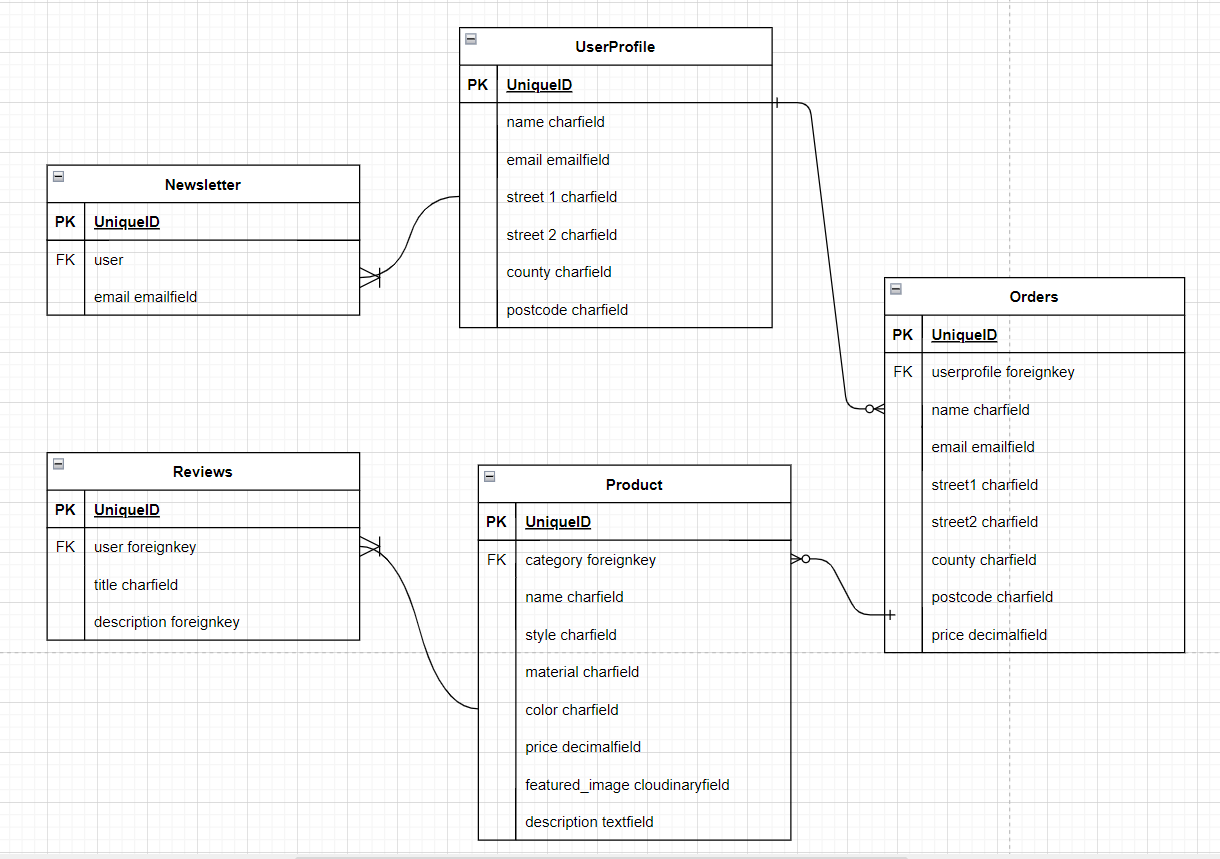 UserProfile
PK UniqueID
name charfield
email emailfield
street 1 charfield
street 2 charfield
county charfield
postcode charfield
Newsletter
PK UniqueID
FK user
email emailfield
Orders
PK UniqueID
FK userprofile foreignkey
name charfield
email emailfield
street1 charfield
street2 charfield
county charfield
postcode charfield
price decimalfield
Reviews
PK UniqueID
FK user foreignkey
title charfield
description foreignkey
Product
PK UniqueID
FK category foreignkey
name charfield
style charfield
material charfield
color charfield
price decimalfield
featured_image cloudinaryfield
description textfield